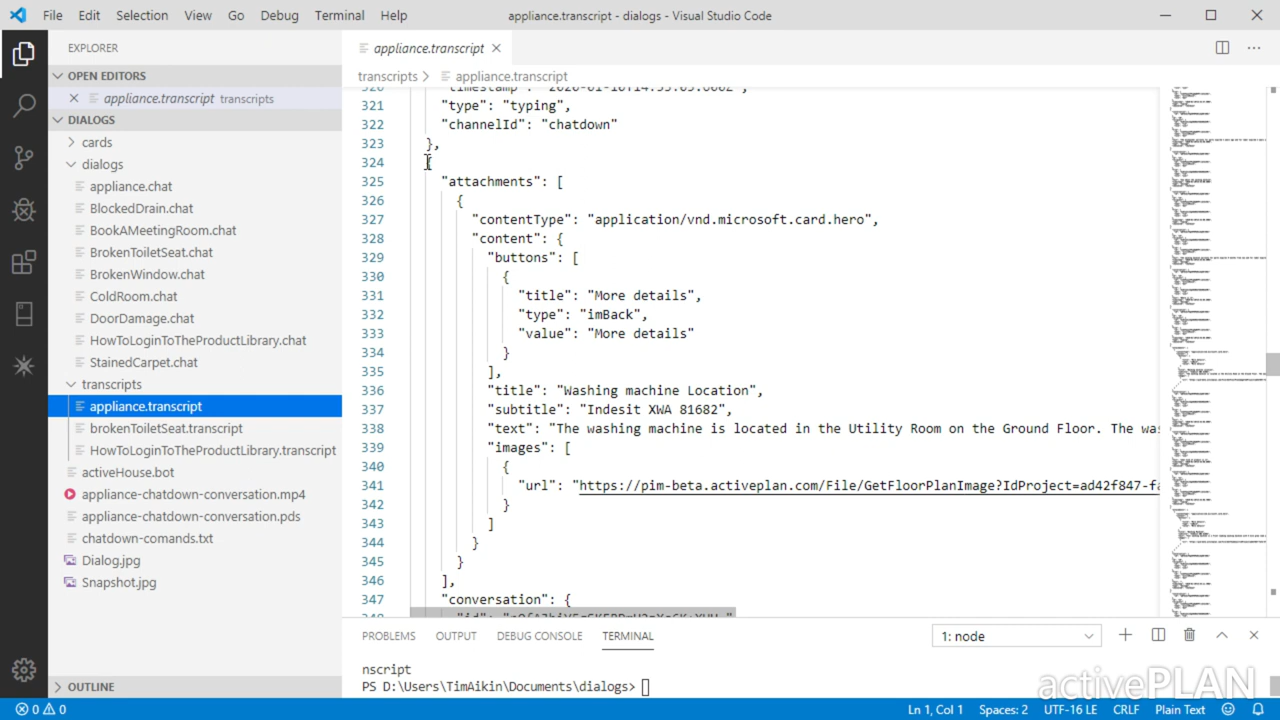 File Edit Selection View Go Debug Terminal Help
appliance.transcript - dialogs - Visual Studio Code
EXPLORER
OPEN EDITORS
appliance.transcript transcripts
DIALOGS
cards
dialogs
appliance.chat
BlockedDrain.chat
BookMeetingRoom.chat
BrokenToiletSeat.chat
BrokenWindow.chat
ColdRoom.chat
DoorDamage.chat
HowToLoginToTheProductLibrary.chat
StainedCarpet.chat
transcripts
appliance.transcript
brokenToiletSeat.transcript
HowToLoginToTheProductLibrary.transcript
activeHouse.bot
appliance-chatdown-conversation.mp4
appliance-chatdown-conversation.pptx
chatdown-comands.txt
Snapshot.jpg
OUTLINE
appliance.transcript
transcripts > appliance.transcript
320
321 "type": "typing",
322 "channelId": "chatdown"
323 },
324 {
325 "attachments": [
326 {
327 "contentType": "application/vnd.microsoft.card.hero",
328 "content": {
329 "buttons": [
330 {
331 "title": "More details",
332 "type": "imBack",
333 "value": "More details"
334 }
335 ],
336 "title": "Washing machine Location",
337 "subtitle": "Indesit IWA 81682",
338 "text": "The washing machine is located in the Utility Room on the Ground Floor. The was
339 "images": [
340 {
341 "url": "https://portalbeta.activeplan.com/File/GetFloorPlanImage?IdProject=ad42f847-fa
342 }
343 ]
344 }
345 }
346 ],
347 "conversation": {
PROBLEMS OUTPUT DEBUG CONSOLE TERMINAL
1: node
nscript
PS D:\Users\TimAikin\Documents\dialogs>
activePLAN
0 0
Ln 1, Col 1 Spaces: 2 UTF-16 LE CRLF Plain Text